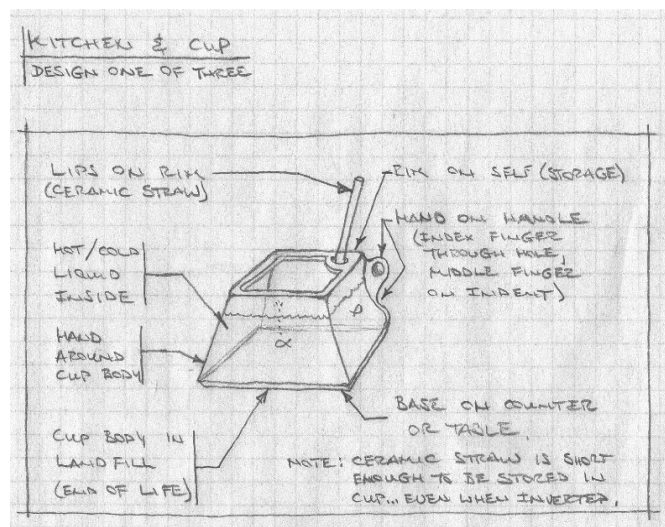 KITCHEN & CUP
DESIGN ONE OF THREE
LIPS ON RIM
(CERAMIC STRAW)
RIM ON SELF (STORAGE)
HAND ON HANDLE
(INDEX FINGER
THROUGH HOLE,
MIDDLE FINGER
ON INDENT)
HOT/COLD
LIQUID
INSIDE
HAND
AROUND
CUP BODY
α
ρ
BASE ON COUNTER
OR TABLE.
CUP BODY IN
LANDFILL
(END OF LIFE)
NOTE: CERAMIC STRAW IS SHORT
ENOUGH TO BE STORED IN
CUP... EVEN WHEN INVERTED.